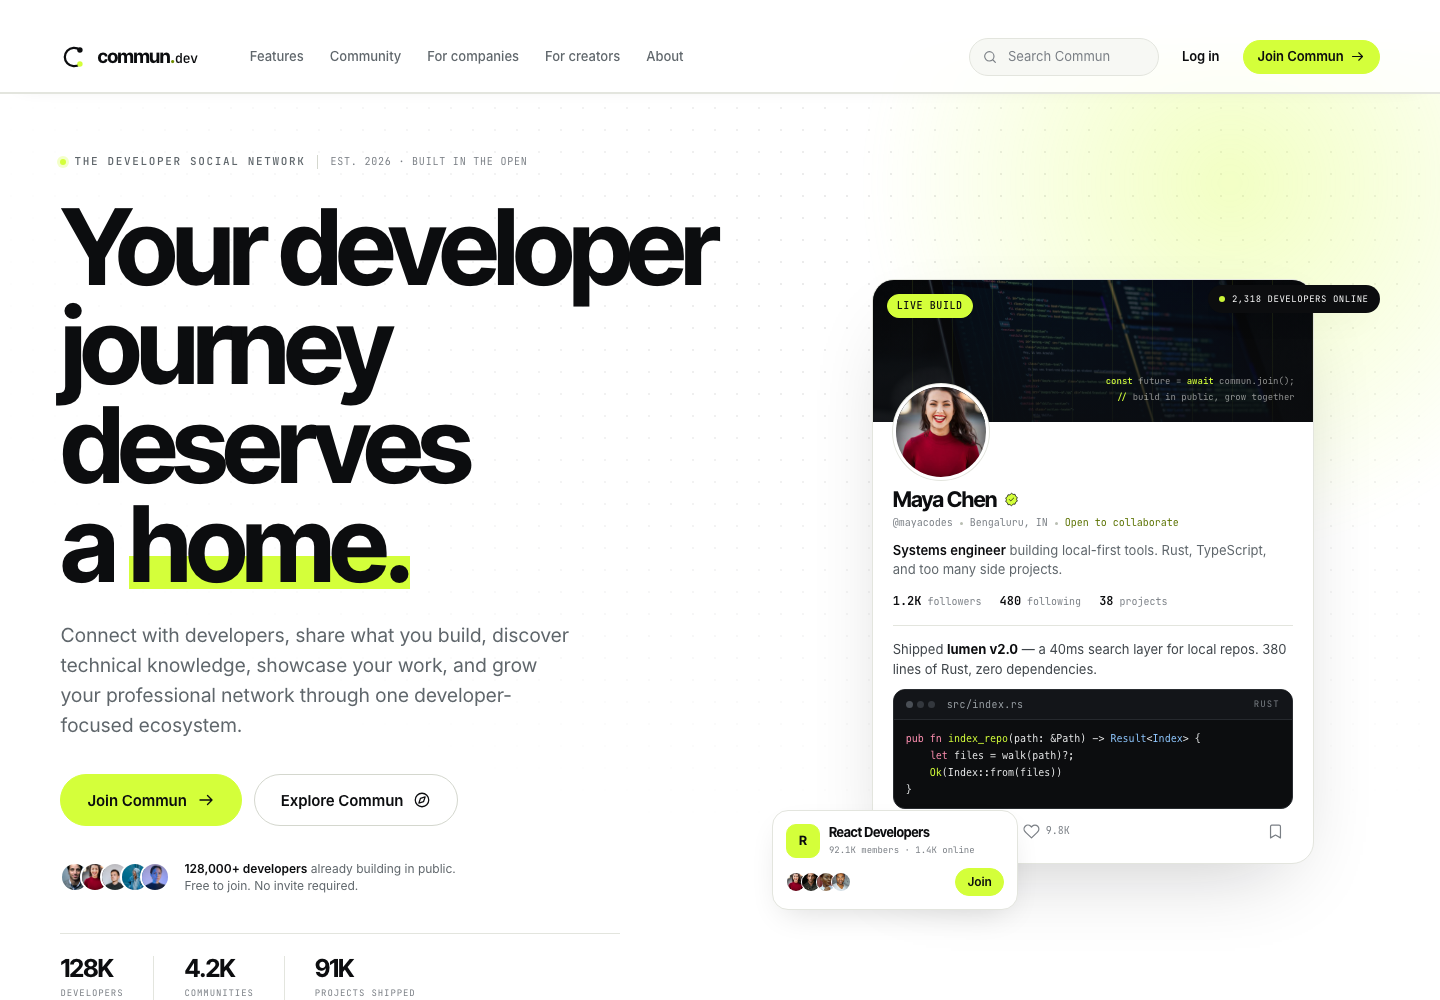 commun.dev
Features
Community
For companies
For creators
About
Search Commun
Log in
Join Commun
THE DEVELOPER SOCIAL NETWORK
EST. 2026 · BUILT IN THE OPEN
Your developer
journey
deserves
a home.
Connect with developers, share what you build, discover
technical knowledge, showcase your work, and grow
your professional network through one developer-
focused ecosystem.
Join Commun
Explore Commun
128,000+ developers already building in public.
Free to join. No invite required.
128K
DEVELOPERS
4.2K
COMMUNITIES
91K
PROJECTS SHIPPED
LIVE BUILD
2,318 DEVELOPERS ONLINE
const future = await commun.join();
// build in public, grow together
Maya Chen
@mayacodes • Bengaluru, IN • Open to collaborate
Systems engineer building local-first tools. Rust, TypeScript,
and too many side projects.
1.2K followers 480 following 38 projects
Shipped lumen v2.0 — a 40ms search layer for local repos. 380
lines of Rust, zero dependencies.
src/index.rs
RUST
pub fn index_repo(path: &Path) -> Result<Index> {
let files = walk(path)?;
Ok(Index::from(files))
}
9.8K
R
React Developers
92.1K members · 1.4K online
Join